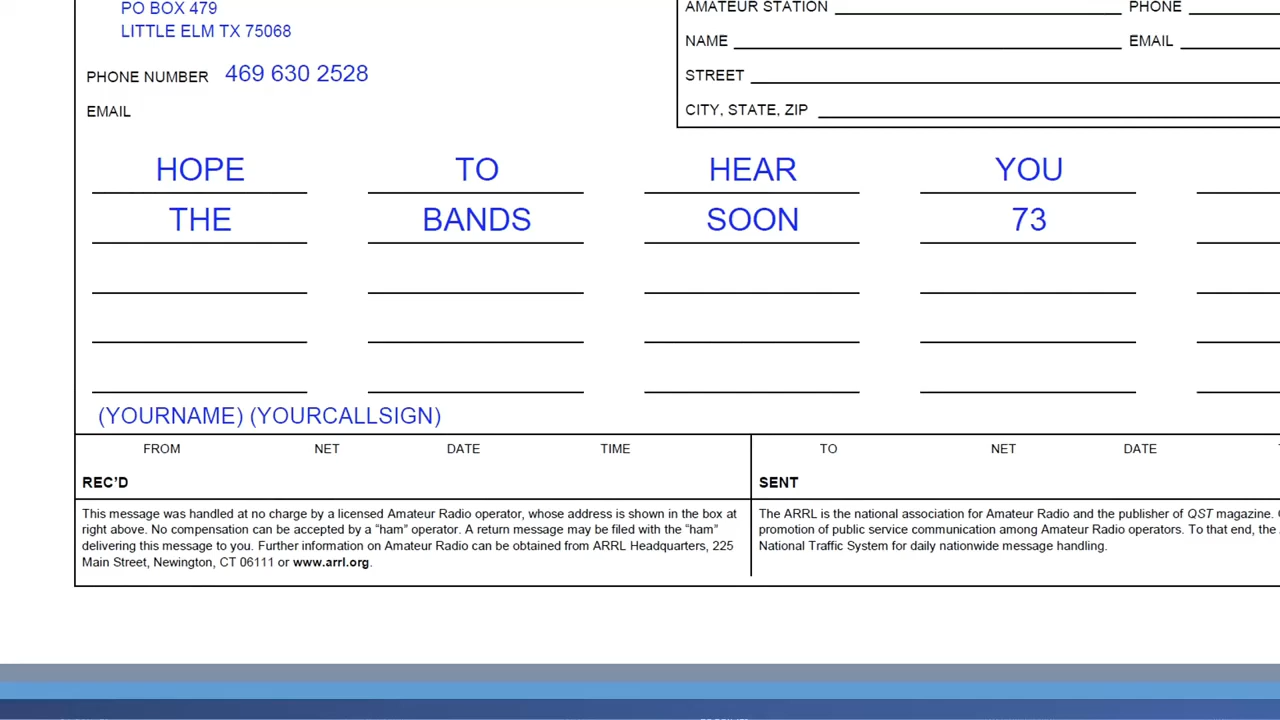 PO BOX 479
LITTLE ELM TX 75068
PHONE NUMBER 469 630 2528
EMAIL
AMATEUR STATION PHONE
NAME EMAIL
STREET
CITY, STATE, ZIP
HOPE TO HEAR YOU
THE BANDS SOON 73
(YOURNAME) (YOURCALLSIGN)
FROM NET DATE TIME TO NET DATE
REC'D SENT
This message was handled at no charge by a licensed Amateur Radio operator, whose address is shown in the box at
right above. No compensation can be accepted by a “ham” operator. A return message may be filed with the “ham”
delivering this message to you. Further information on Amateur Radio can be obtained from ARRL Headquarters, 225
Main Street, Newington, CT 06111 or www.arrl.org.
The ARRL is the national association for Amateur Radio and the publisher of QST magazine.
promotion of public service communication among Amateur Radio operators. To that end, the
National Traffic System for daily nationwide message handling.